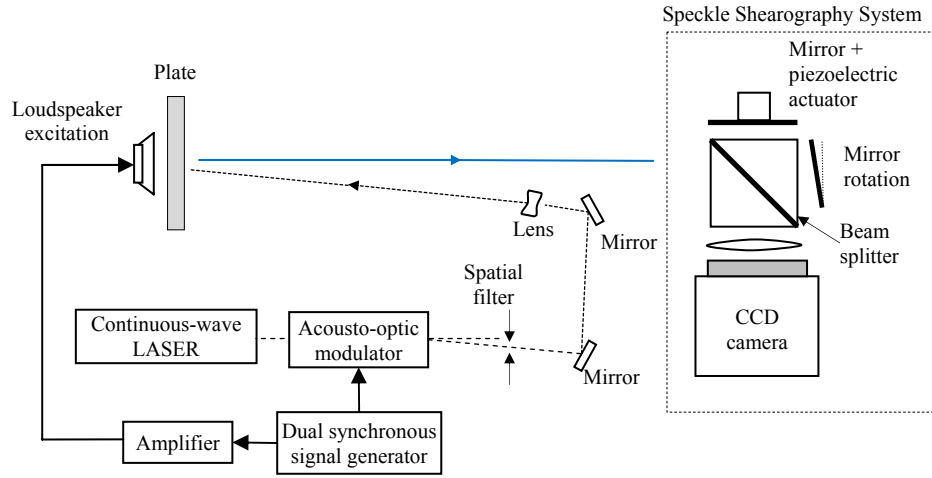 Speckle Shearography System
Mirror +
piezoelectric
actuator
Plate
Loudspeaker
excitation
Mirror
rotation
Lens
Mirror
Beam
splitter
Spatial
filter
Continuous-wave
LASER
Acousto-optic
modulator
CCD
camera
Mirror
Amplifier
Dual synchronous
signal generator